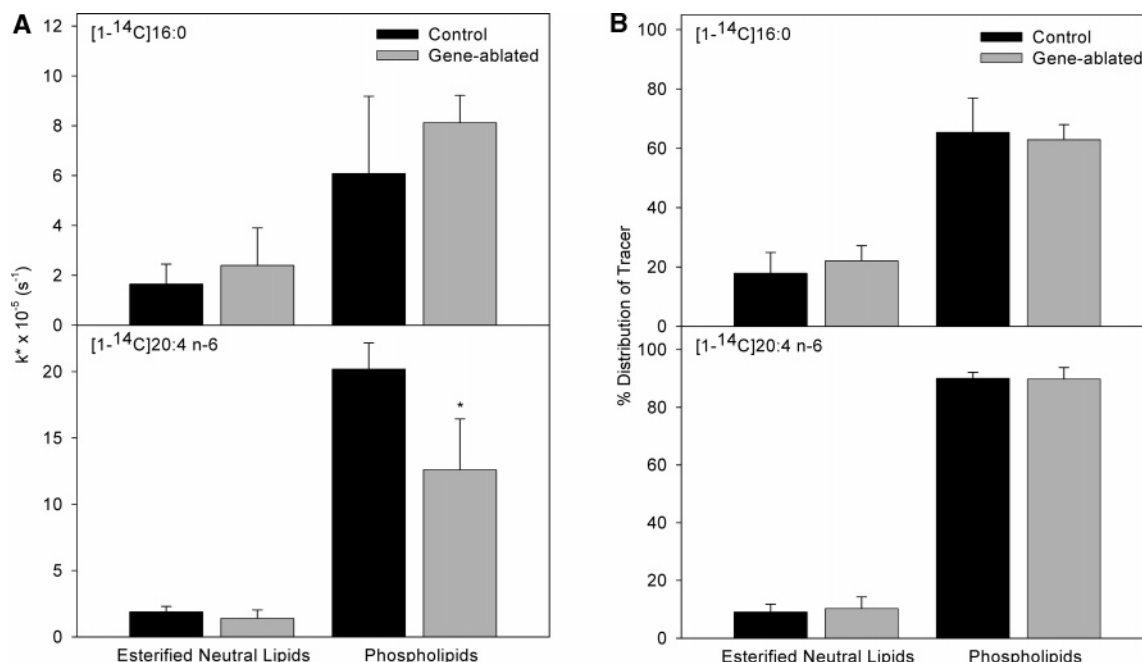 A
[1-¹⁴C]16:0
Control
Gene-ablated
12
10
8
6
4
2
0
k* x 10⁻⁵ (s⁻¹)
[1-¹⁴C]20:4 n-6
*
20
15
10
5
0
Esterified Neutral Lipids
Phospholipids
B
[1-¹⁴C]16:0
Control
Gene-ablated
100
80
60
40
20
0
% Distribution of Tracer
[1-¹⁴C]20:4 n-6
100
80
60
40
20
0
Esterified Neutral Lipids
Phospholipids